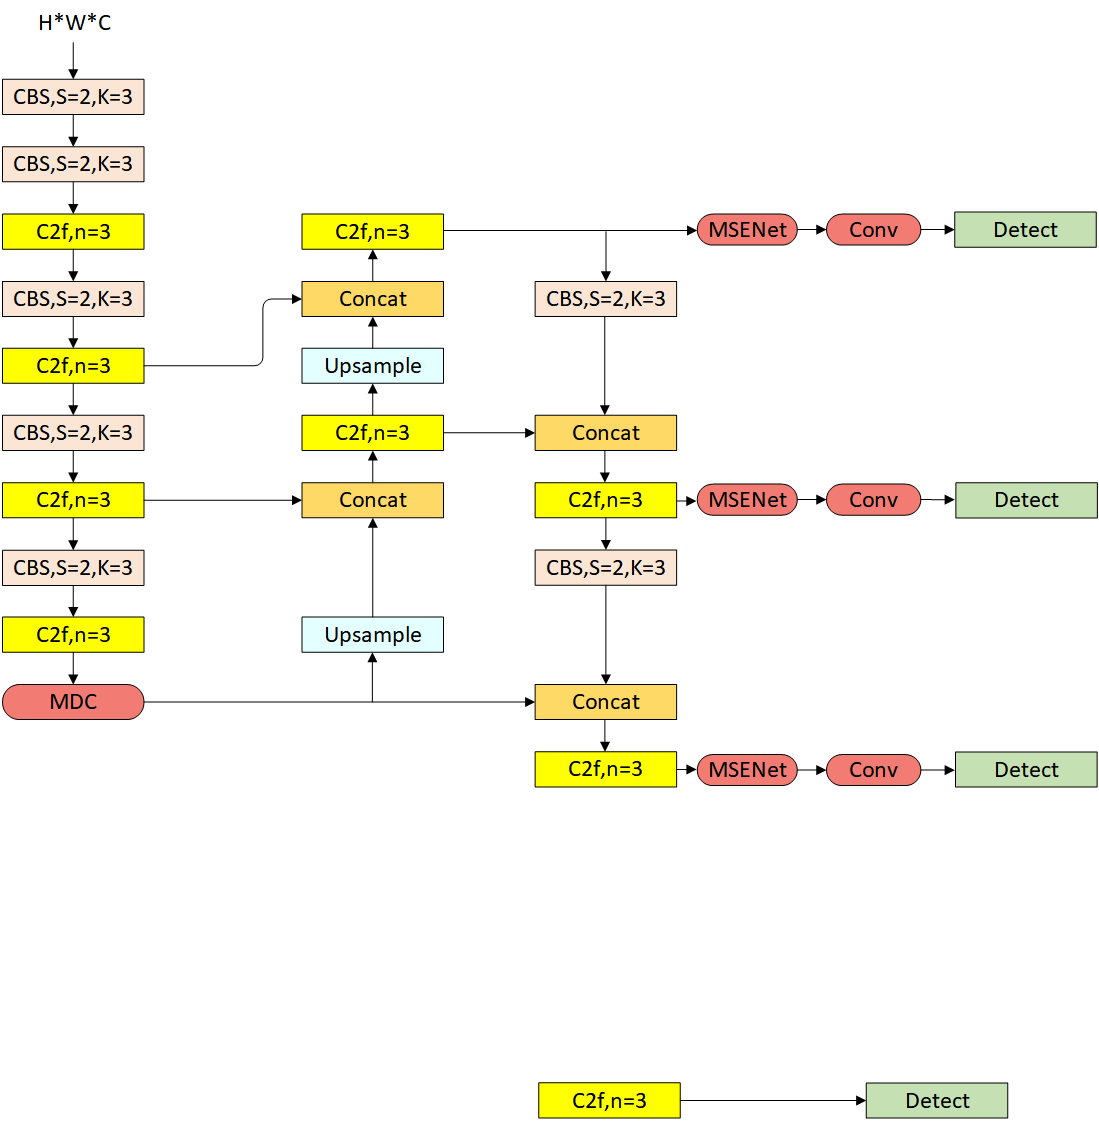 H*W*C
CBS,S=2,K=3
CBS,S=2,K=3
C2f,n=3
CBS,S=2,K=3
C2f,n=3
CBS,S=2,K=3
C2f,n=3
CBS,S=2,K=3
C2f,n=3
MDC
C2f,n=3
Concat
Upsample
C2f,n=3
Concat
Upsample
CBS,S=2,K=3
Concat
C2f,n=3
CBS,S=2,K=3
Concat
C2f,n=3
MSENet
Conv
Detect
MSENet
Conv
Detect
MSENet
Conv
Detect
C2f,n=3
Detect